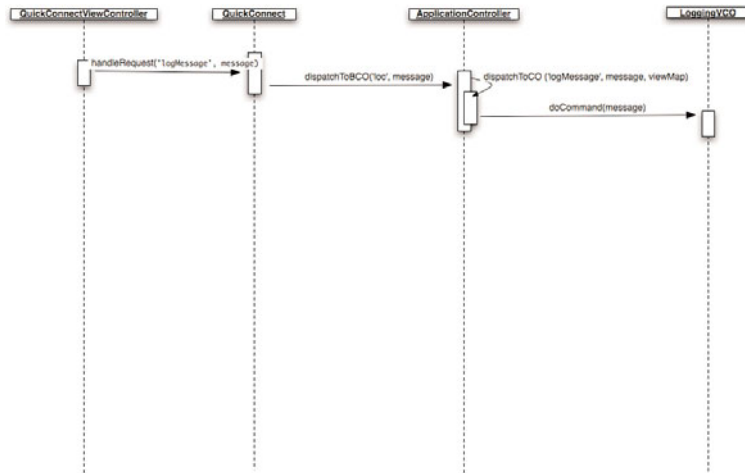 QuickConnectViewController
QuickConnect
ApplicationController
LoggingVCO
handleRequest("logMessage", message)
dispatchToBCO('loc', message)
dispatchToCO ('logMessage', message, viewMap)
doCommand(message)